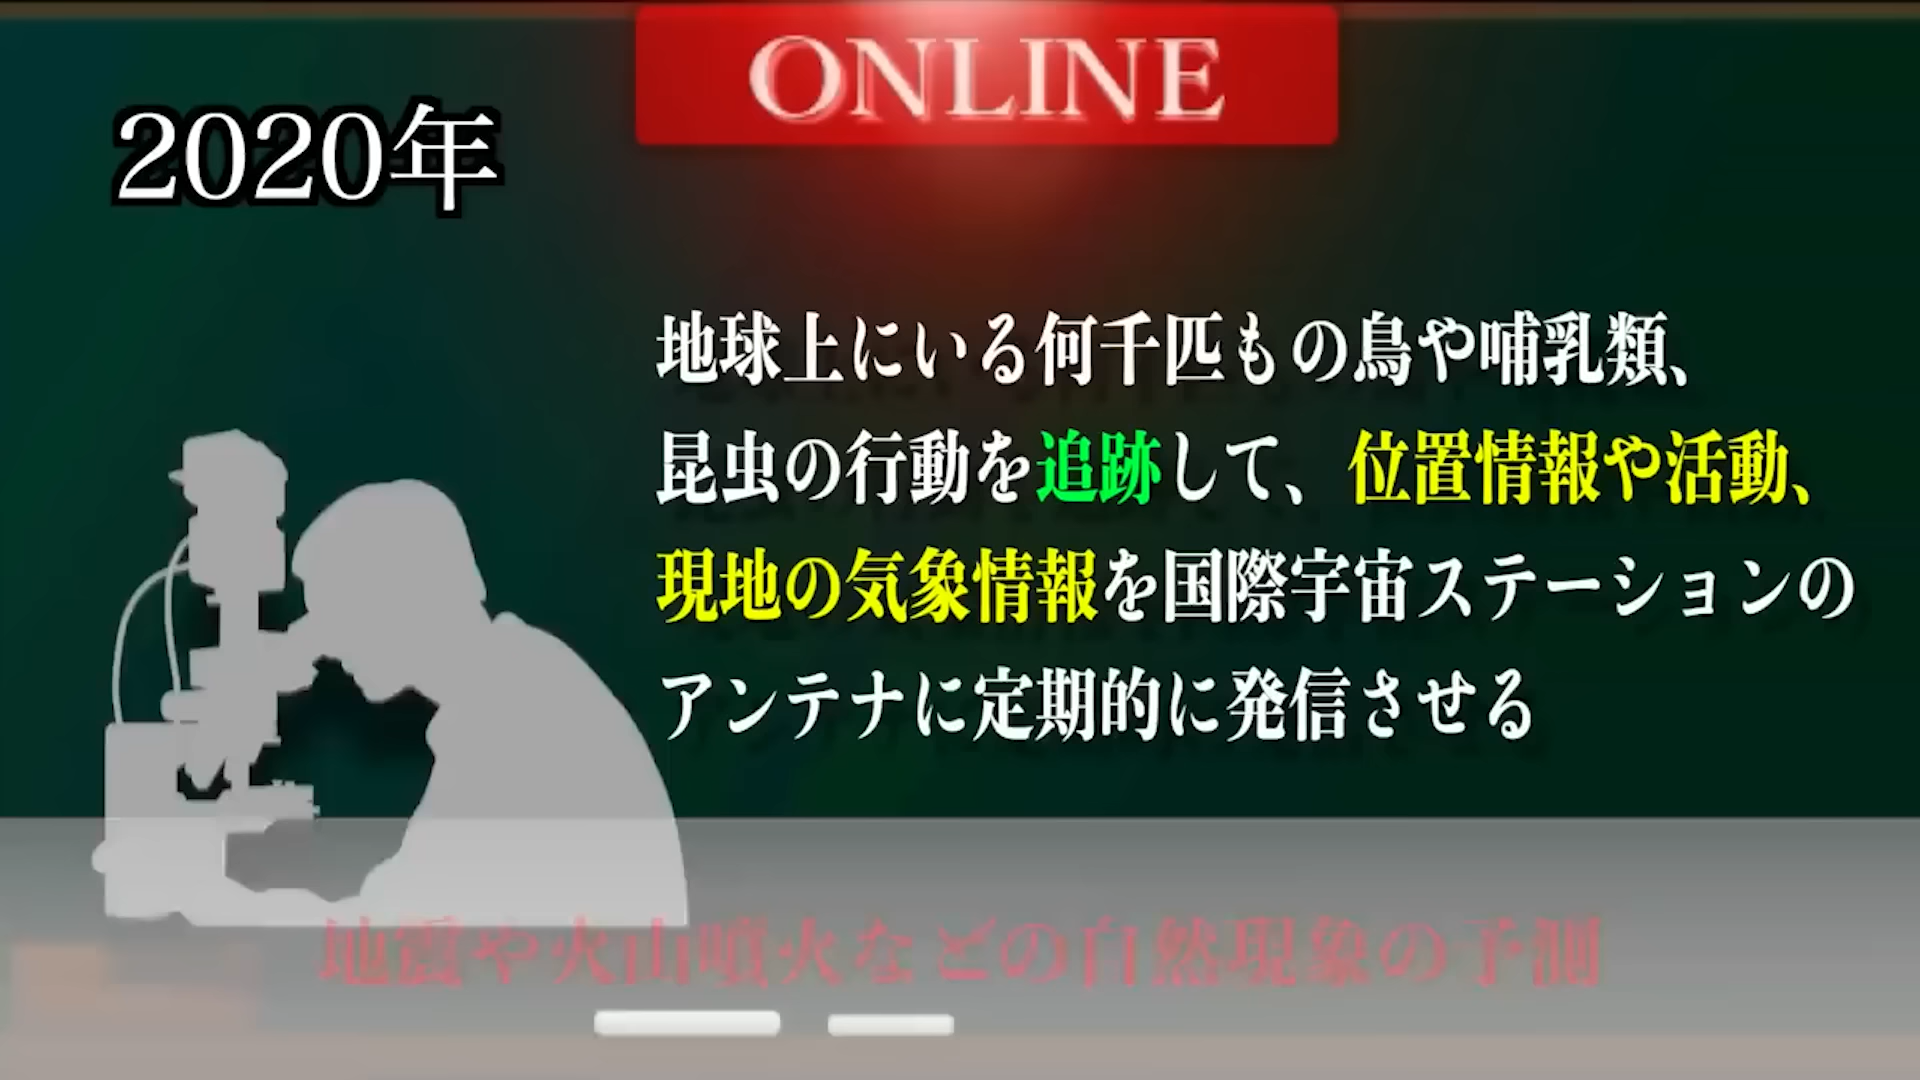 ONLINE
2020年
地球上にいる何千匹もの鳥や哺乳類、
昆虫の行動を追跡して、位置情報や活動、
現地の気象情報を国際宇宙ステーションの
アンテナに定期的に発信させる
地震や火山噴火などの自然現象の予測